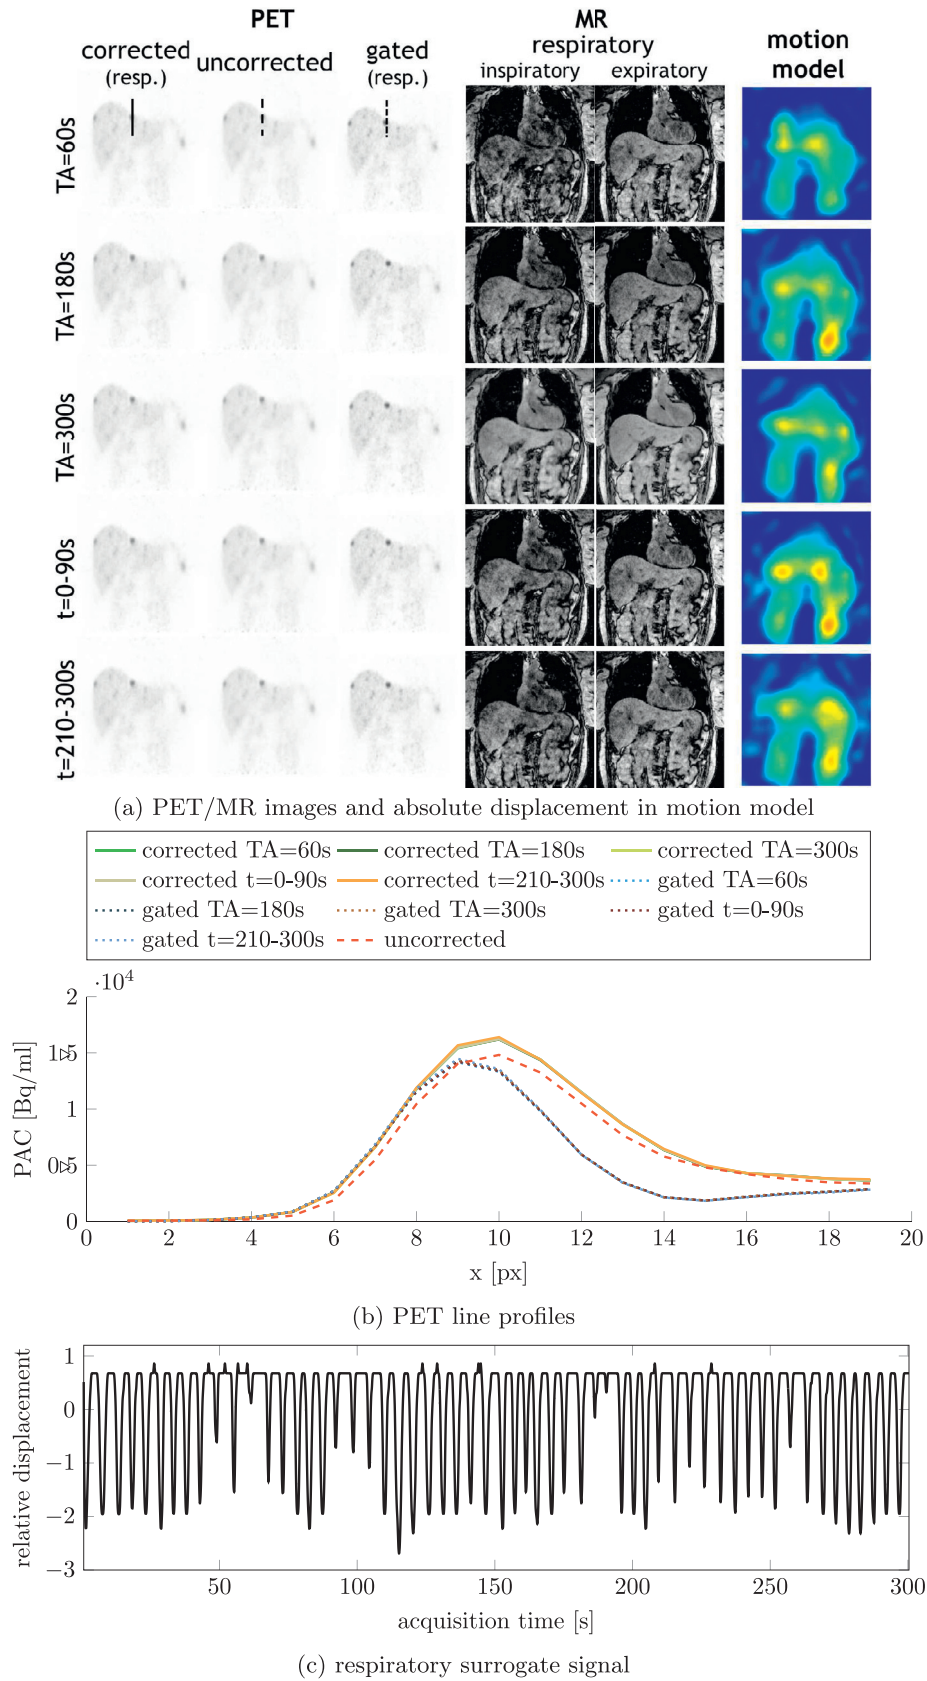 PET
MR
corrected
(resp.)
uncorrected
gated
(resp.)
respiratory
inspiratory
expiratory
motion
model
TA=60s
TA=180s
TA=300s
t=0-90s
t=210-300s
(a) PET/MR images and absolute displacement in motion model
corrected TA=60s
corrected TA=180s
corrected TA=300s
corrected t=0-90s
corrected t=210-300s
gated TA=60s
gated TA=180s
gated TA=300s
gated t=0-90s
gated t=210-300s
uncorrected
·10⁴
2
1.5
1
0.5
0
PAC [Bq/ml]
0 2 4 6 8 10 12 14 16 18 20
x [px]
(b) PET line profiles
1
0
−1
−2
−3
relative displacement
50 100 150 200 250 300
acquisition time [s]
(c) respiratory surrogate signal